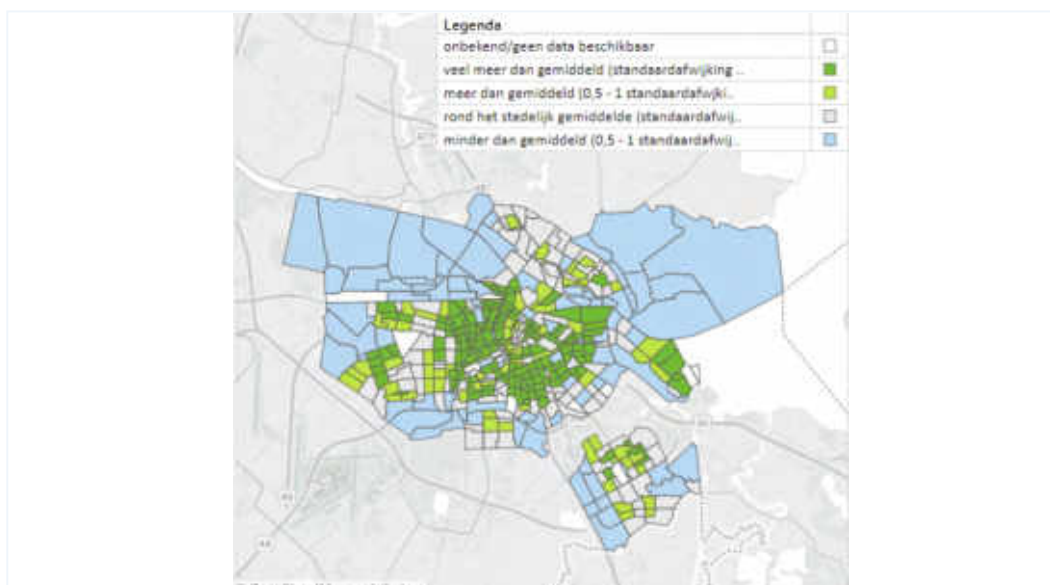 Legenda
onbekend/geen data beschikbaar
veel meer dan gemiddeld (standaardafwijking ..
meer dan gemiddeld (0,5 - 1 standaardafwjki..
rond het stedelijk gemiddelde (standaardafwij..
minder dan gemiddeld (0,5 - 1 standaardafwij..